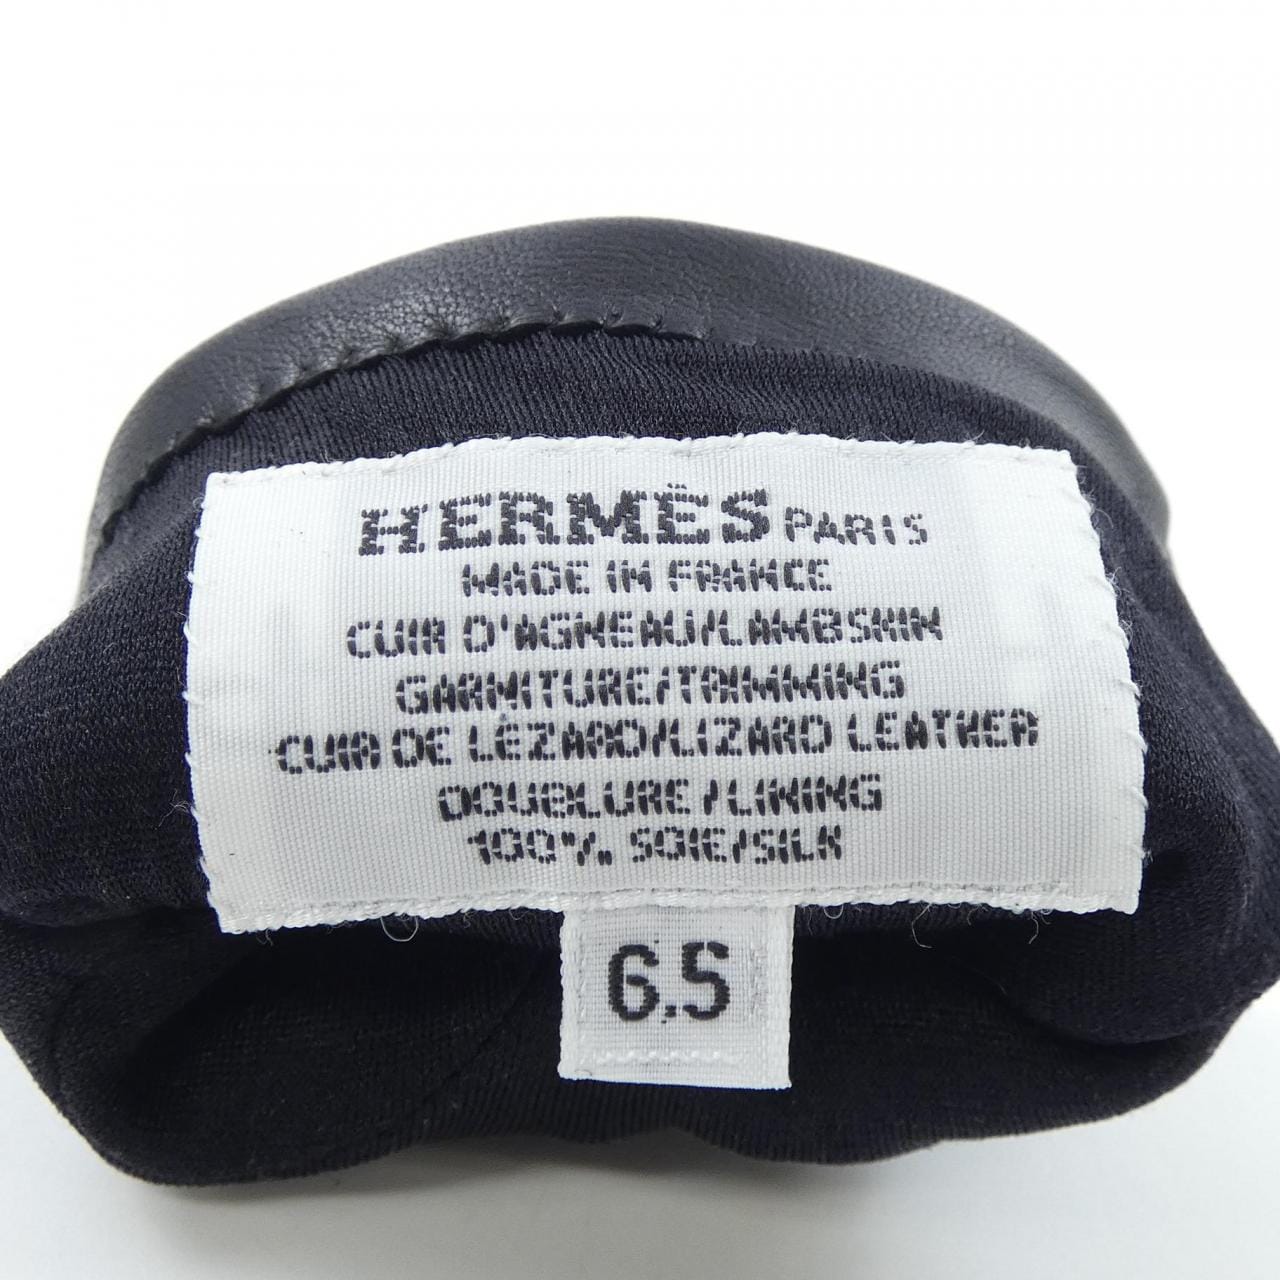 HERMÈS PARIS
MADE IN FRANCE
CUIR D'AGNEAU/LAMBSKIN
GARNITURE/TRIMMING
CUIR DE LÉZARD/LIZARD LEATHER
DOUBLURE/LINING
100% SOIE/SILK
6,5